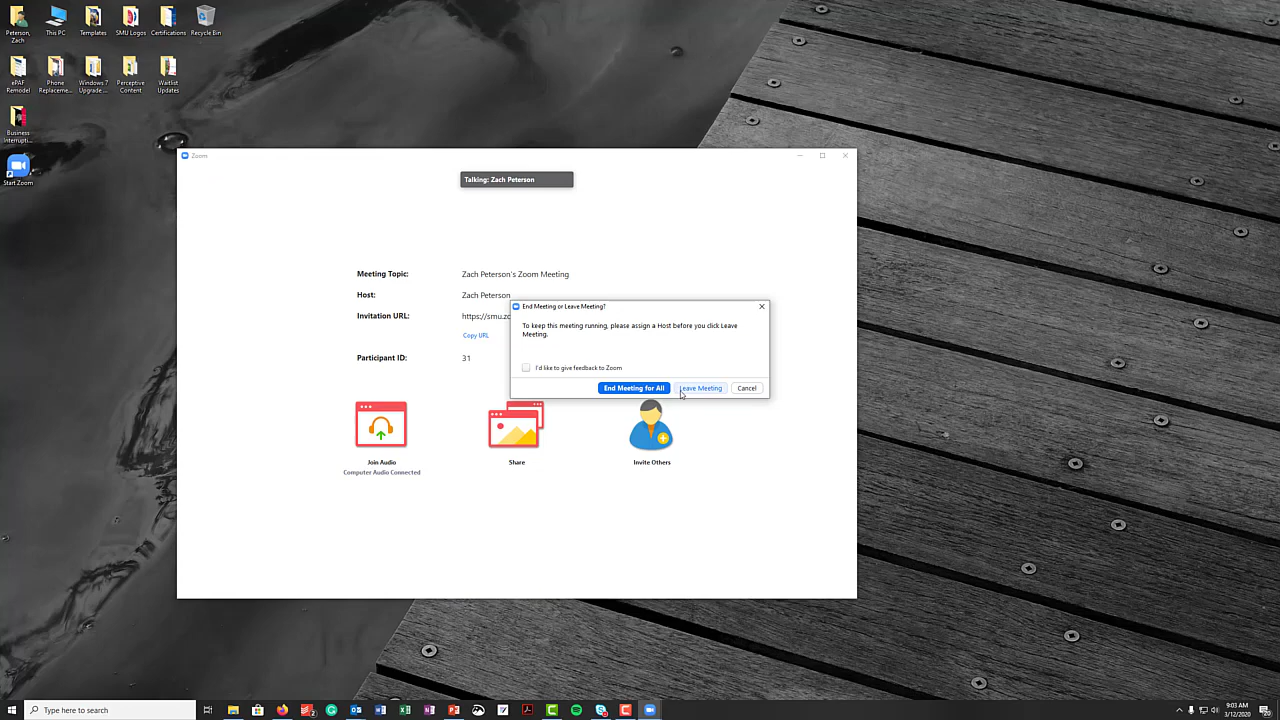 Peterson, Zach
This PC
Templates
SMU Logos
Certifications
Recycle Bin
ePAF Remodel
Phone Replaceme...
Windows 7 Upgrade ...
Perceptive Content
Waitlist Updates
Business Interrupti...
Start Zoom
Zoom
Talking: Zach Peterson
Meeting Topic:
Zach Peterson's Zoom Meeting
Host:
Zach Peterson
Invitation URL:
https://smu.zo
Copy URL
Participant ID:
31
End Meeting or Leave Meeting?
To keep this meeting running, please assign a Host before you click Leave
Meeting.
I'd like to give feedback to Zoom
End Meeting for All
Leave Meeting
Cancel
Join Audio
Computer Audio Connected
Share
Invite Others
Type here to search
9:03 AM
3/12/2020